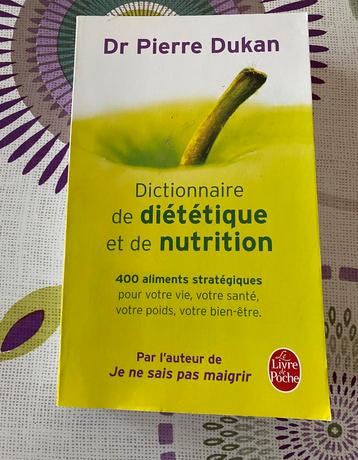 Dr Pierre Dukan
Dictionnaire
de diététique
et de nutrition
400 aliments stratégiques
pour votre vie, votre santé,
votre poids, votre bien-être.
Par l'auteur de
Je ne sais pas maigrir
Le
Livre
de
Poche